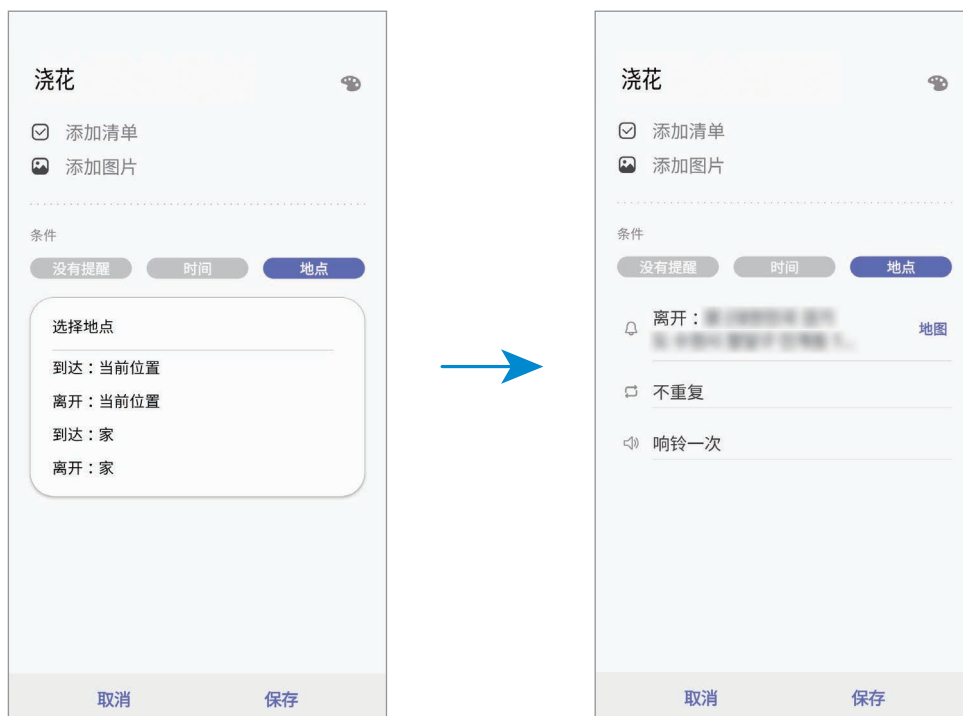 浇花
添加清单
添加图片
条件
没有提醒 时间 地点
选择地点
到达：当前位置
离开：当前位置
到达：家
离开：家
取消 保存
浇花
添加清单
添加图片
条件
没有提醒 时间 地点
离开：
地图
不重复
响铃一次
取消 保存